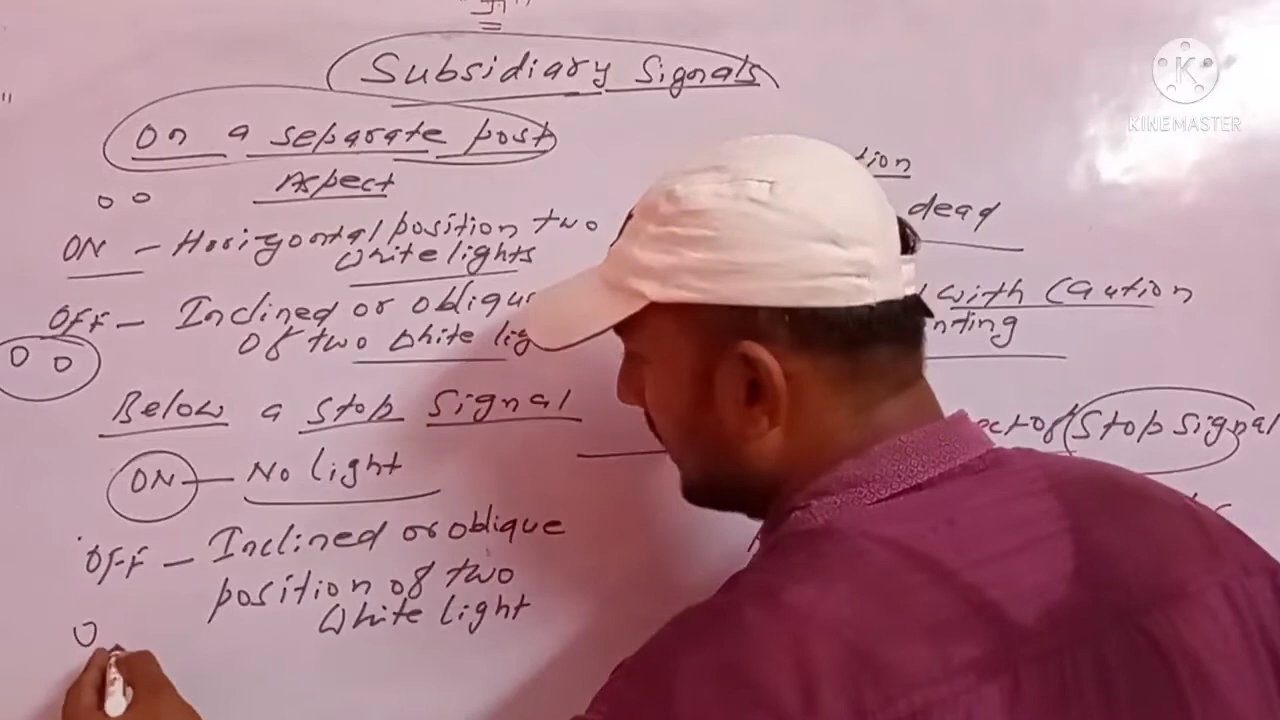 Subsidiary Signals
On a separate post
Aspect
ON - Horizontal position two
white lights
OFF - Inclined or oblique
of two white
Below a stop signal
ON - No light
OFF - Inclined or oblique
position of two
white light
dead
with caution
stop signal
K
KINEMASTER